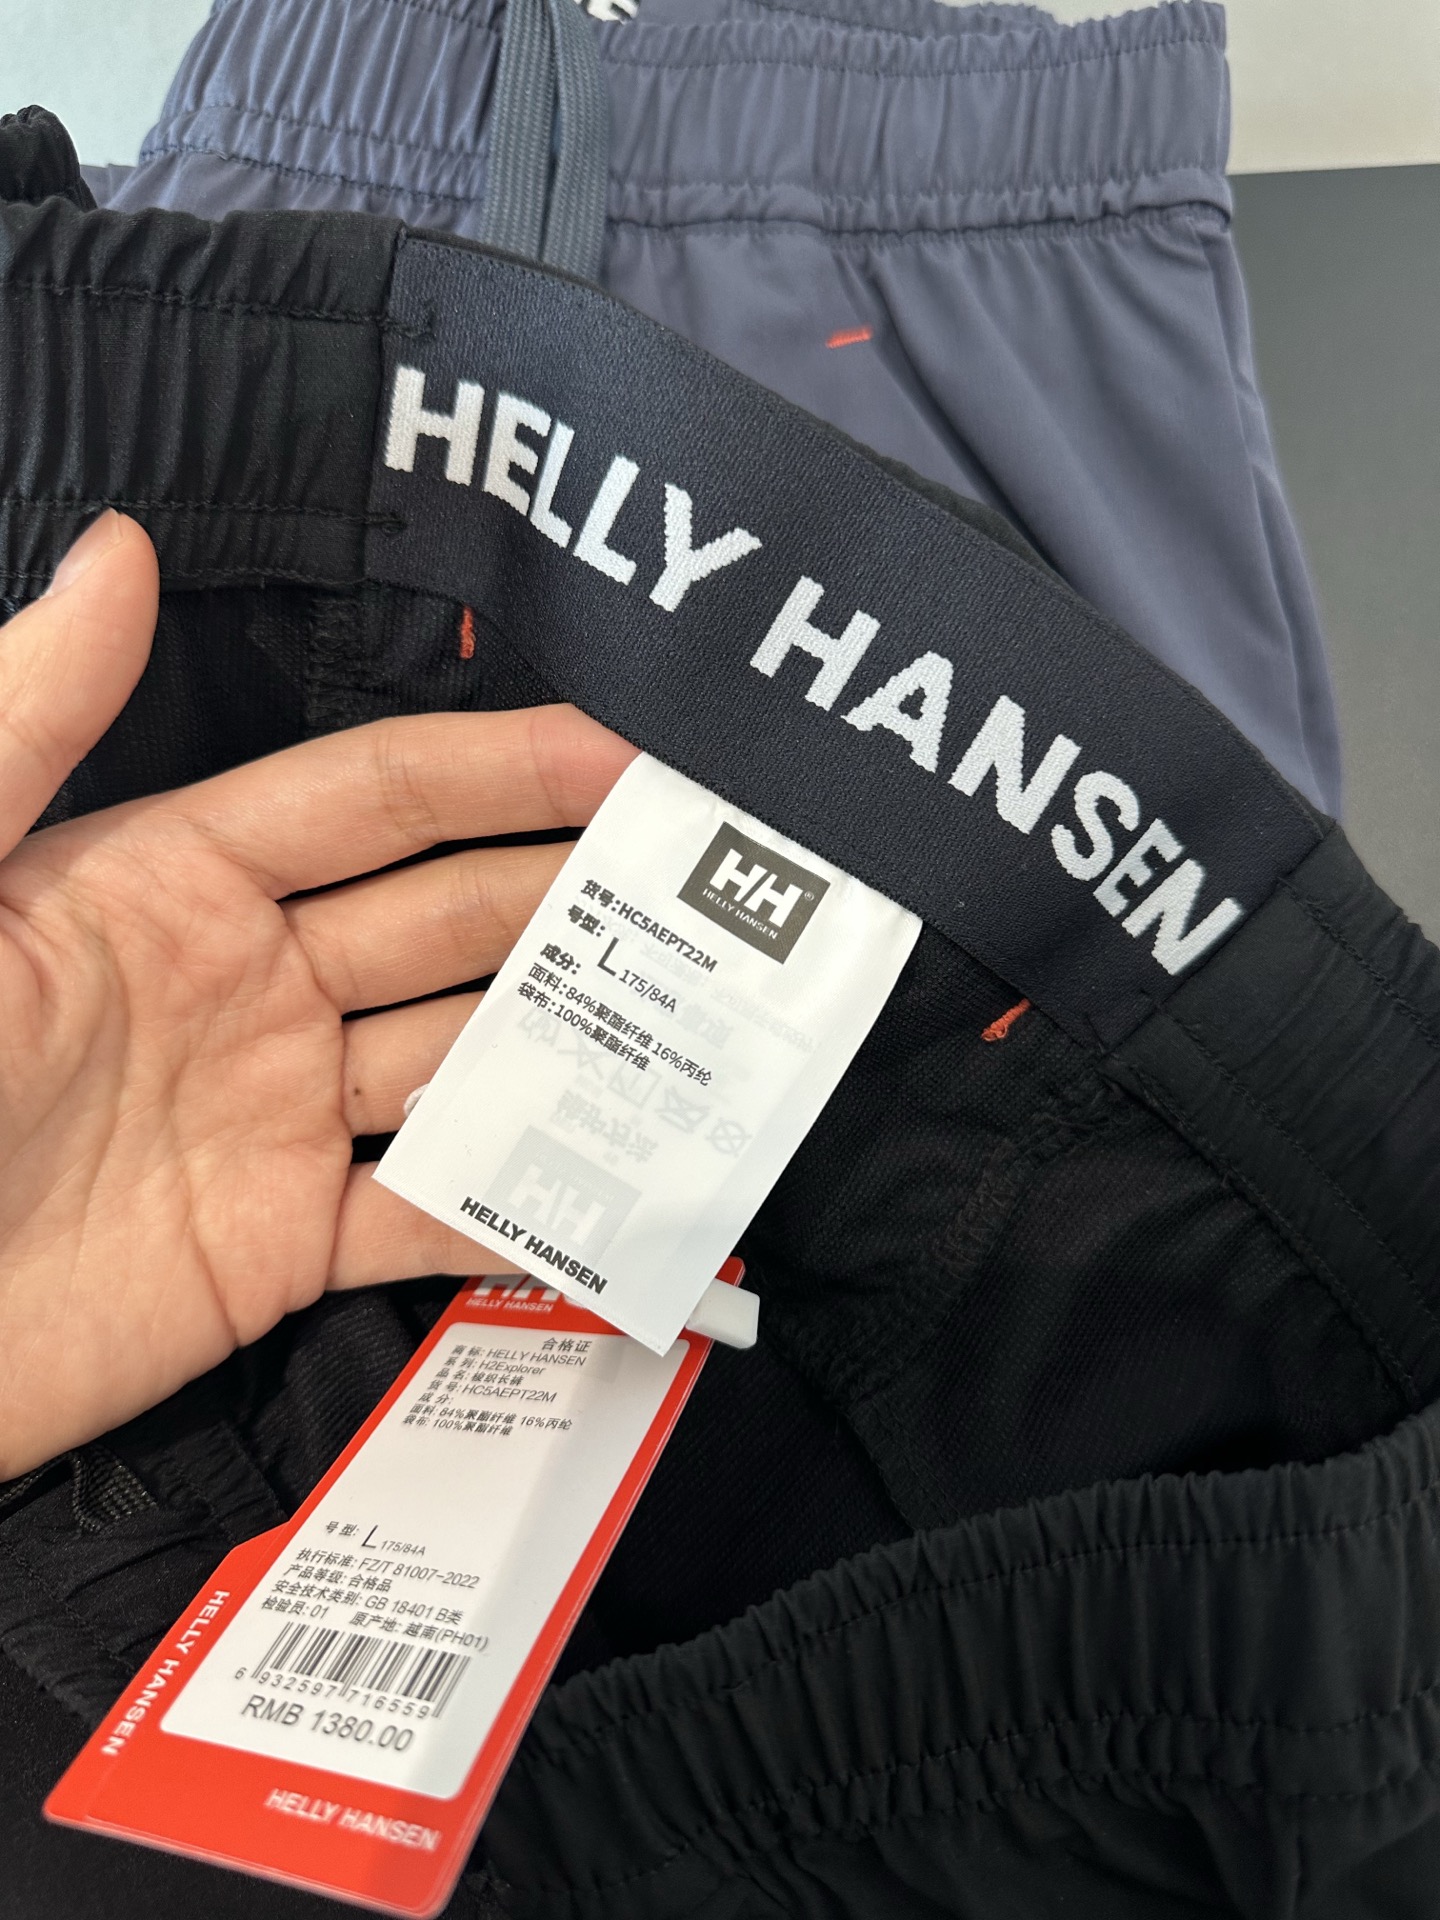 HELLY HANSEN
HH®
HELLY HANSEN
货号:HC5AEPT22M
号型: L 175/84A
成分:
面料:84%聚酯纤维 16%丙纶
袋布:100%聚酯纤维
HELLY HANSEN
HH
HELLY HANSEN
合格证
商 标: HELLY HANSEN
系 列: H2Explorer
品 名: 梭织长裤
货 号: HC5AEPT22M
成 分:
面料: 84%聚酯纤维 16%丙纶
袋布: 100%聚酯纤维
号 型: L 175/84A
执行标准: FZ/T 81007-2022
产品等级: 合格品
安全技术类别: GB 18401 B类
检验员: 01 原产地: 越南(PH01)
6 932597 716559
RMB 1380.00
HELLY HANSEN
HELLY HANSEN